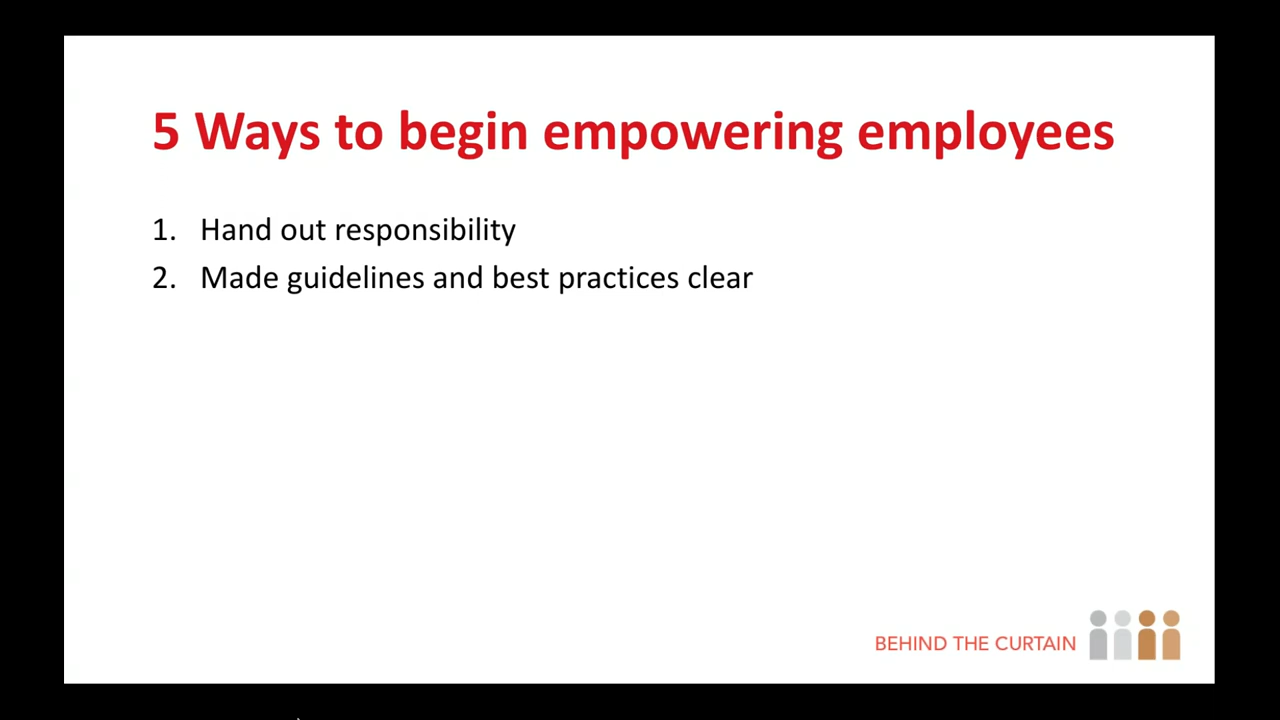 5 Ways to begin empowering employees
1. Hand out responsibility
2. Made guidelines and best practices clear
BEHIND THE CURTAIN